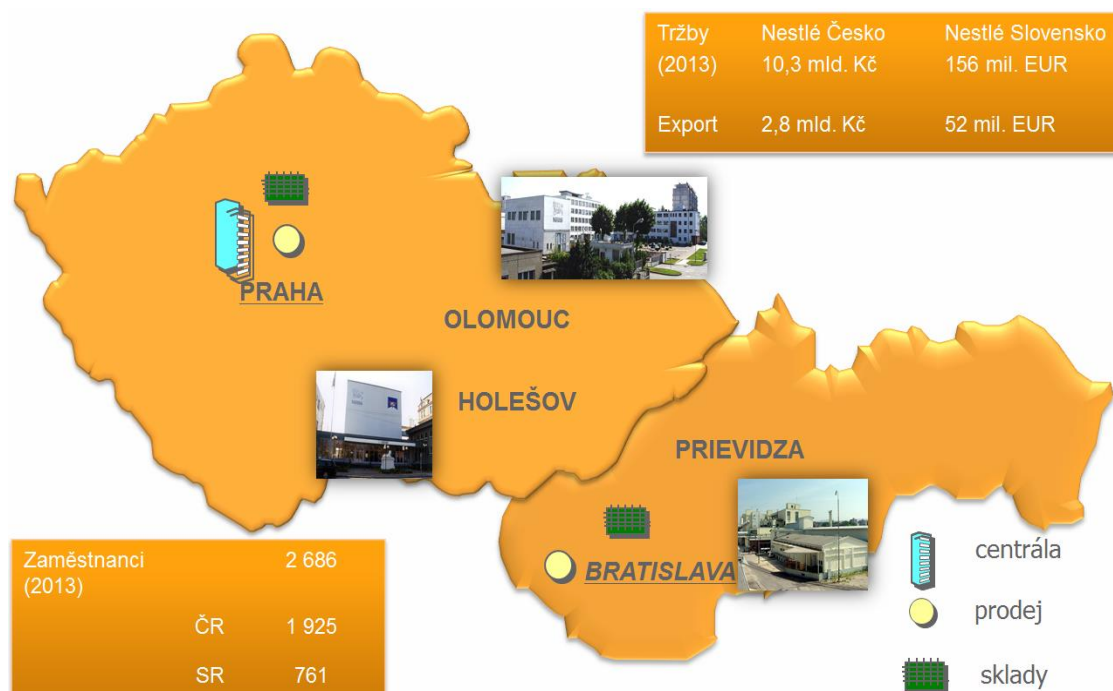 Tržby Nestlé Česko Nestlé Slovensko
(2013) 10,3 mld. Kč 156 mil. EUR
Export 2,8 mld. Kč 52 mil. EUR
PRAHA
OLOMOUC
HOLEŠOV
PRIEVIDZA
BRATISLAVA
Zaměstnanci 2 686
(2013)
ČR 1 925
SR 761
centrála
prodej
sklady